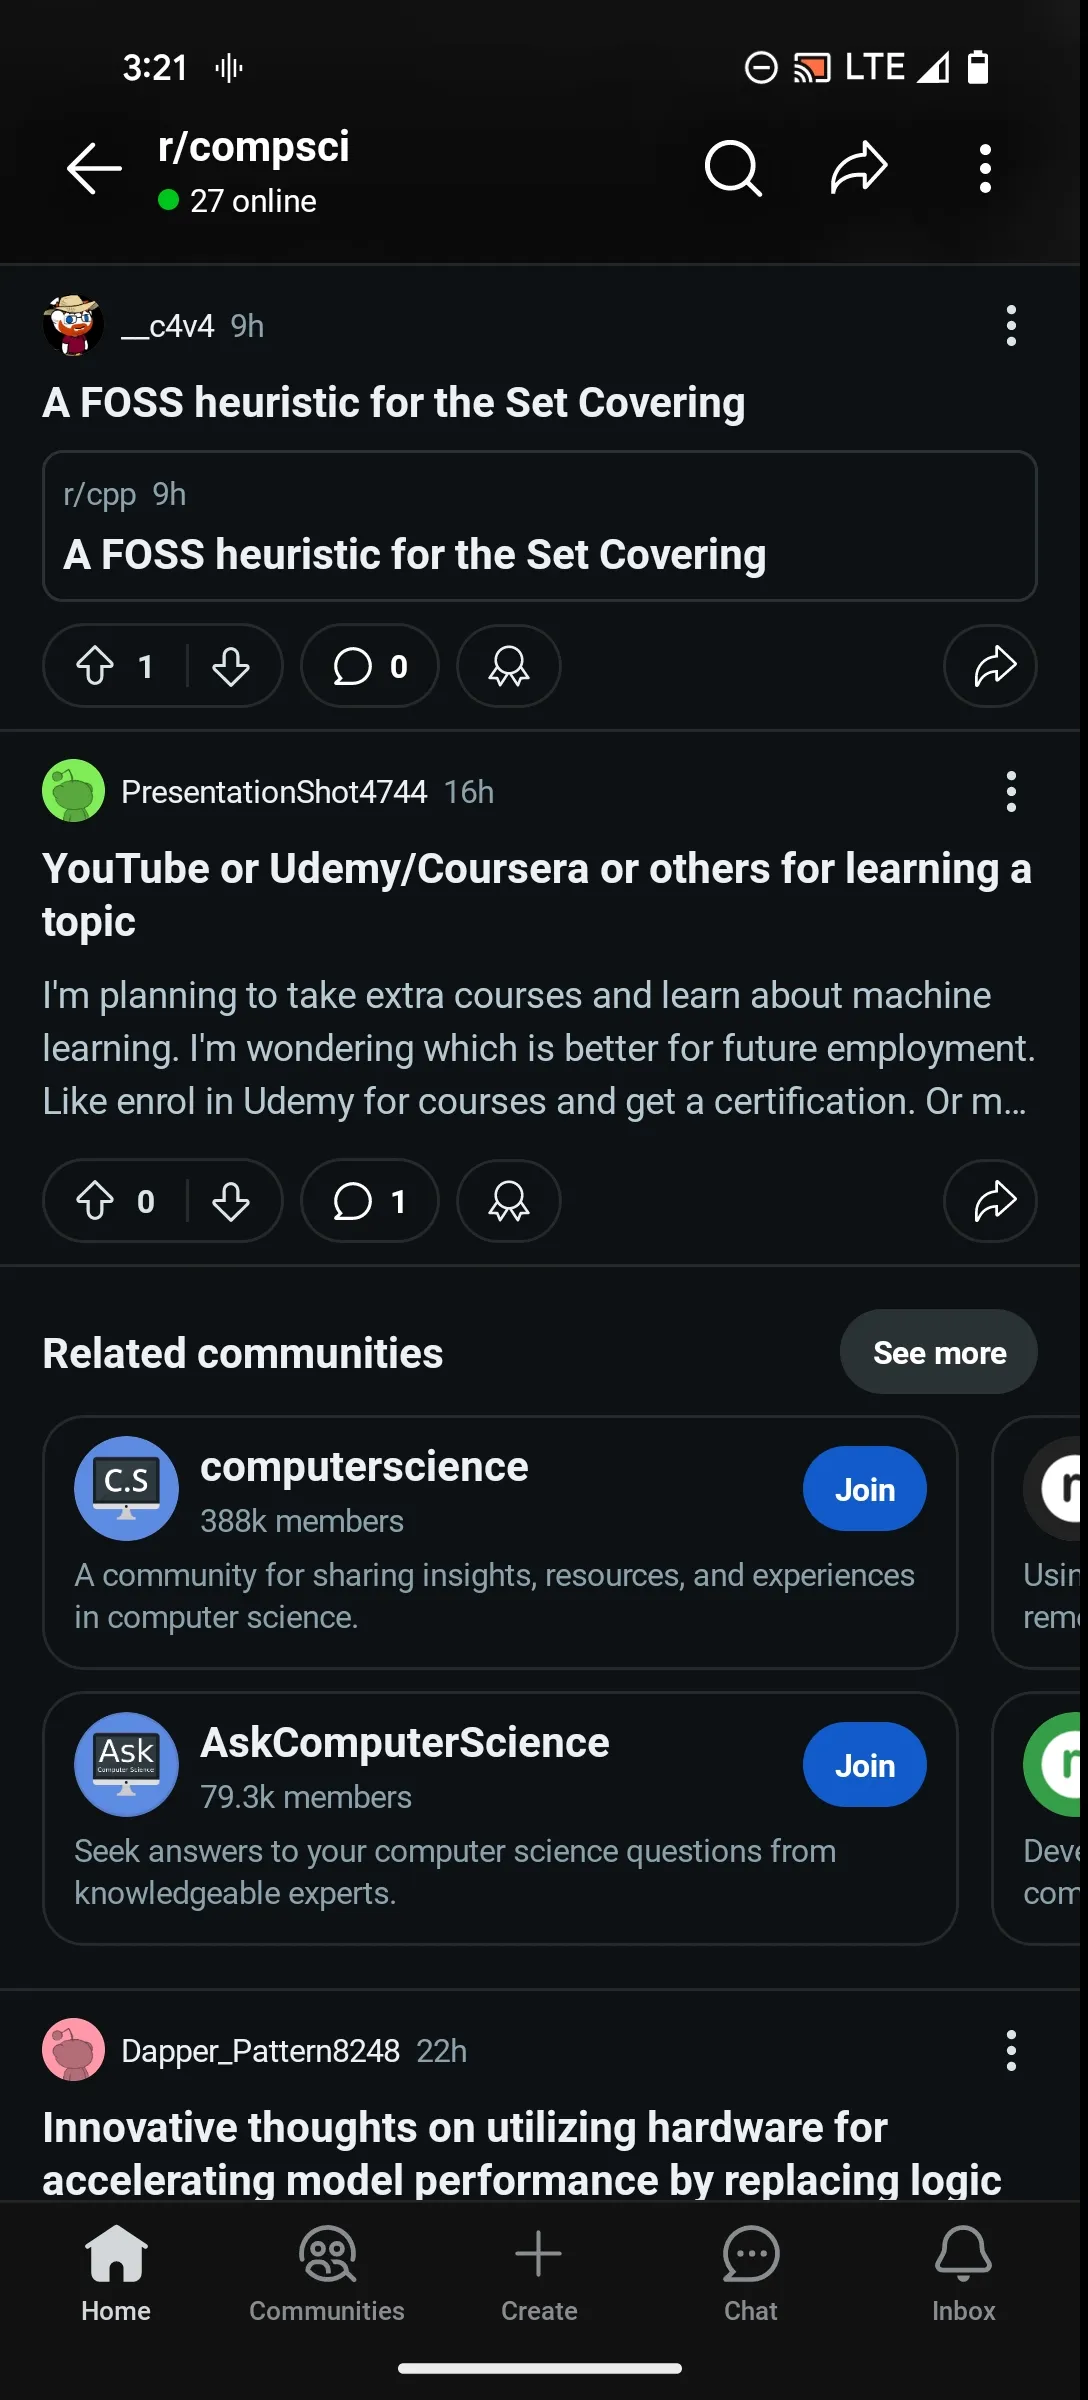 3:21
LTE
r/compsci
27 online
__c4v4 9h
A FOSS heuristic for the Set Covering
r/cpp 9h
A FOSS heuristic for the Set Covering
1
0
PresentationShot4744 16h
YouTube or Udemy/Coursera or others for learning a
topic
I'm planning to take extra courses and learn about machine
learning. I'm wondering which is better for future employment.
Like enrol in Udemy for courses and get a certification. Or m…
0
1
Related communities
See more
C.S
computerscience
388k members
Join
A community for sharing insights, resources, and experiences
in computer science.
Ask
Computer Science
AskComputerScience
79.3k members
Join
Seek answers to your computer science questions from
knowledgeable experts.
Dapper_Pattern8248 22h
Innovative thoughts on utilizing hardware for
accelerating model performance by replacing logic
Home
Communities
Create
Chat
Inbox